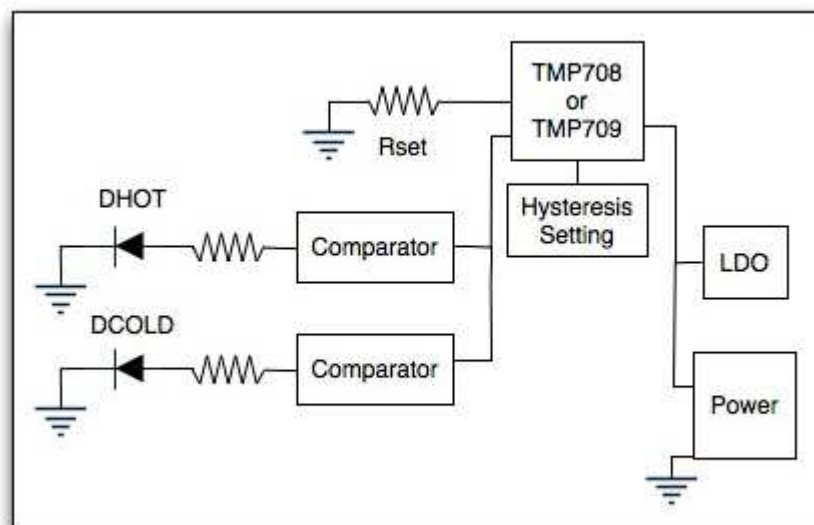 TMP708
or
TMP709
Rset
Hysteresis
Setting
DHOT
Comparator
LDO
DCOLD
Comparator
Power